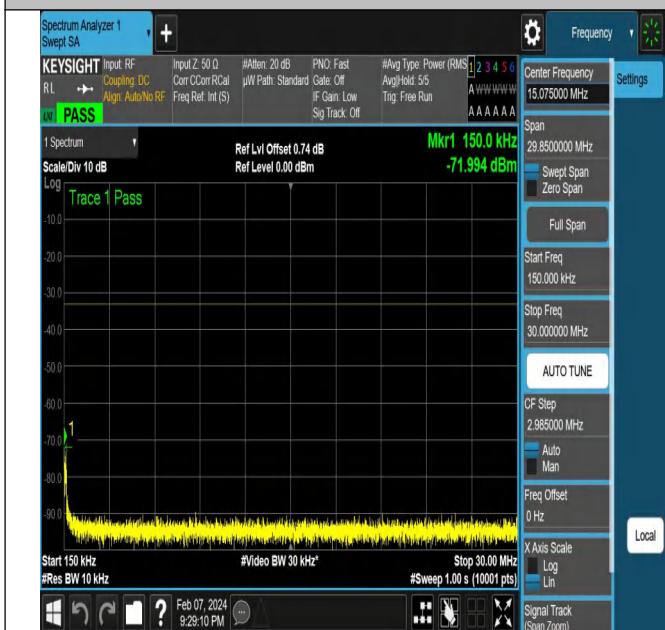 Spectrum Analyzer 1
Swept SA
Frequency
KEYSIGHT
RL
LXI
PASS
Input: RF
Coupling: DC
Align: Auto/No RF
Input Z: 50 Ω
Corr CCorr RCal
Freq Ref: Int (S)
#Atten: 20 dB
µW Path: Standard
PNO: Fast
Gate: Off
IF Gain: Low
Sig Track: Off
#Avg Type: Power (RMS
Avg|Hold: 5/5
Trig: Free Run
1 2 3 4 5 6
A W W W W W
A A A A A A
1 Spectrum
Scale/Div 10 dB
Ref Lvl Offset 0.74 dB
Ref Level 0.00 dBm
Mkr1 150.0 kHz
-71.994 dBm
Log
Trace 1 Pass
-10.0
-20.0
-30.0
-40.0
-50.0
-60.0
-70.0
-80.0
-90.0
1
Start 150 kHz
#Res BW 10 kHz
#Video BW 30 kHz*
Stop 30.00 MHz
#Sweep 1.00 s (10001 pts)
?
Feb 07, 2024
9:29:10 PM
Center Frequency
15.075000 MHz
Settings
Span
29.8500000 MHz
Swept Span
Zero Span
Full Span
Start Freq
150.000 kHz
Stop Freq
30.000000 MHz
AUTO TUNE
CF Step
2.985000 MHz
Auto
Man
Freq Offset
0 Hz
Local
X Axis Scale
Log
Lin
Signal Track
(Span Zoom)